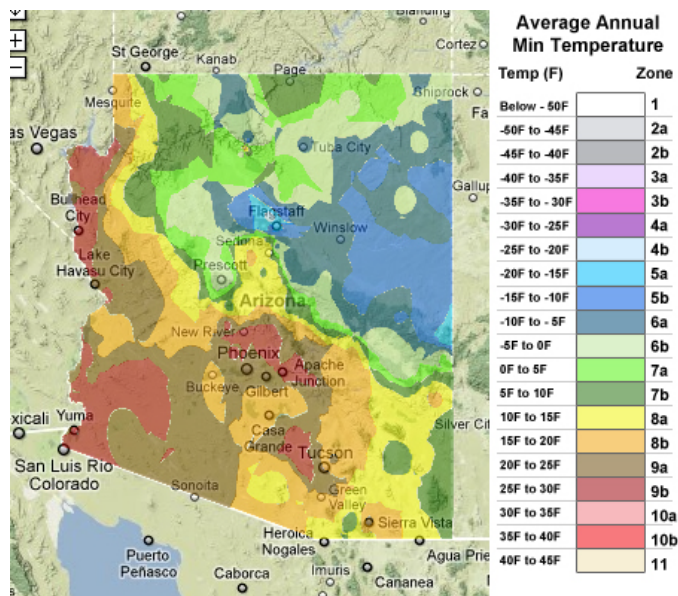 Blanding
Cortez
St George
Kanab
Page
Mesquite
Shiprock
Fa
as Vegas
Tuba City
Gallup
Bullhead
City
Flagstaff
Winslow
Sedona
Lake
Havasu City
Prescott
Arizona
New River
Phoenix
Apache
Junction
Buckeye
Gilbert
Casa
Grande
Silver City
xicali
Yuma
Tucson
San Luis Rio
Colorado
Sonoita
Green
Valley
Sierra Vista
Heroica
Nogales
Agua Prie
Puerto
Peñasco
Imuris
Caborca
Cananea
Average Annual
Min Temperature
Temp (F) Zone
Below - 50F 1
-50F to -45F 2a
-45F to -40F 2b
-40F to -35F 3a
-35F to - 30F 3b
-30F to -25F 4a
-25F to -20F 4b
-20F to -15F 5a
-15F to -10F 5b
-10F to - 5F 6a
-5F to 0F 6b
0F to 5F 7a
5F to 10F 7b
10F to 15F 8a
15F to 20F 8b
20F to 25F 9a
25F to 30F 9b
30F to 35F 10a
35F to 40F 10b
40F to 45F 11